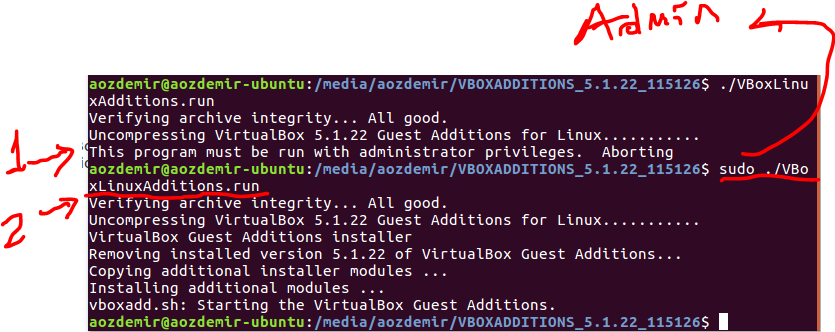 Admin
aozdemir@aozdemir-ubuntu:/media/aozdemir/VBOXADDITIONS_5.1.22_115126$ ./VBoxLinu
xAdditions.run
Verifying archive integrity... All good.
Uncompressing VirtualBox 5.1.22 Guest Additions for Linux...........
1
This program must be run with administrator privileges.  Aborting
aozdemir@aozdemir-ubuntu:/media/aozdemir/VBOXADDITIONS_5.1.22_115126$ sudo ./VBo
xLinuxAdditions.run
2
Verifying archive integrity... All good.
Uncompressing VirtualBox 5.1.22 Guest Additions for Linux...........
VirtualBox Guest Additions installer
Removing installed version 5.1.22 of VirtualBox Guest Additions...
Copying additional installer modules ...
Installing additional modules ...
vboxadd.sh: Starting the VirtualBox Guest Additions.
aozdemir@aozdemir-ubuntu:/media/aozdemir/VBOXADDITIONS_5.1.22_115126$